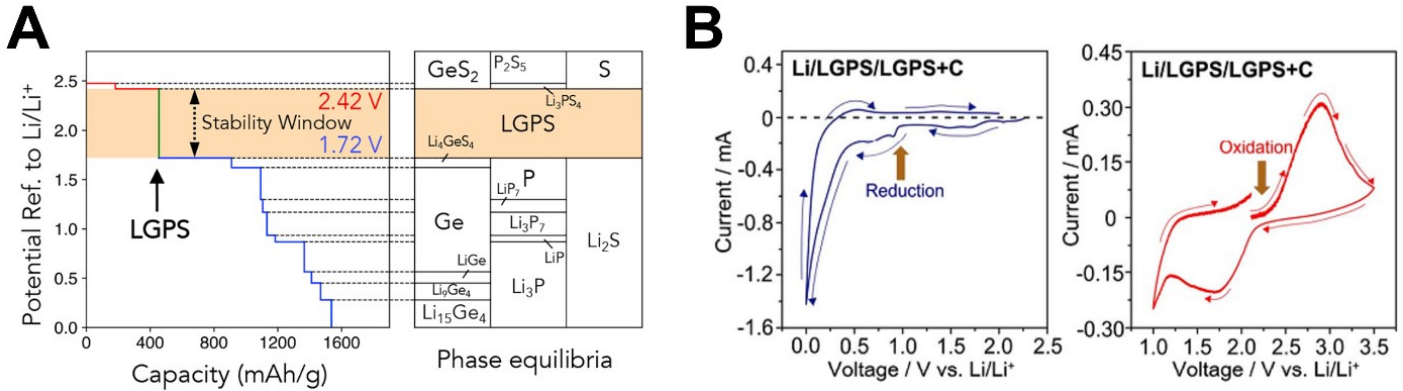 A
Potential Ref. to Li/Li⁺
2.5
2.0
1.5
1.0
0.5
0.0
2.42 V
Stability Window
1.72 V
LGPS
0
400
800
1200
1600
Capacity (mAh/g)
GeS₂
P₂S₅
S
Li₃PS₄
LGPS
Li₄GeS₄
P
LiP₇
Ge
Li₃P₇
Li₂S
LiGe
LiP
Li₉Ge₄
Li₃P
Li₁₅Ge₄
Phase equilibria
B
Li/LGPS/LGPS+C
Current / mA
0.4
0
-0.4
-0.8
-1.2
-1.6
Reduction
0.0
0.5
1.0
1.5
2.0
2.5
Voltage / V vs. Li/Li⁺
Li/LGPS/LGPS+C
Current / mA
0.45
0.30
0.15
0
-0.15
-0.30
Oxidation
1.0
1.5
2.0
2.5
3.0
3.5
Voltage / V vs. Li/Li⁺